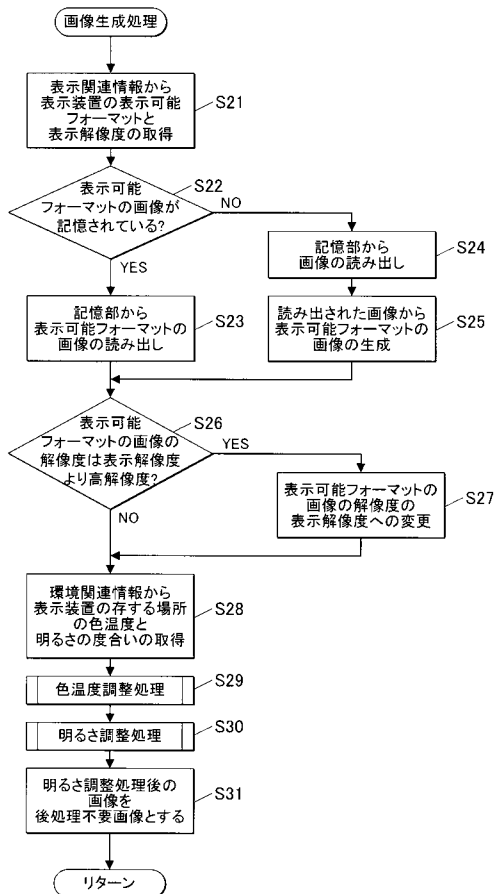 画像生成処理
表示関連情報から
表示装置の表示可能
フォーマットと
表示解像度の取得
S21
表示可能
フォーマットの画像が
記憶されている?
S22
NO
YES
記憶部から
画像の読み出し
S24
記憶部から
表示可能フォーマットの
画像の読み出し
S23
読み出された画像から
表示可能フォーマットの
画像の生成
S25
表示可能
フォーマットの画像の
解像度は表示解像度
より高解像度?
S26
YES
NO
表示可能フォーマットの
画像の解像度の
表示解像度への変更
S27
環境関連情報から
表示装置の存する場所
の色温度と
明るさの度合いの取得
S28
色温度調整処理
S29
明るさ調整処理
S30
明るさ調整処理後の
画像を
後処理不要画像とする
S31
リターン